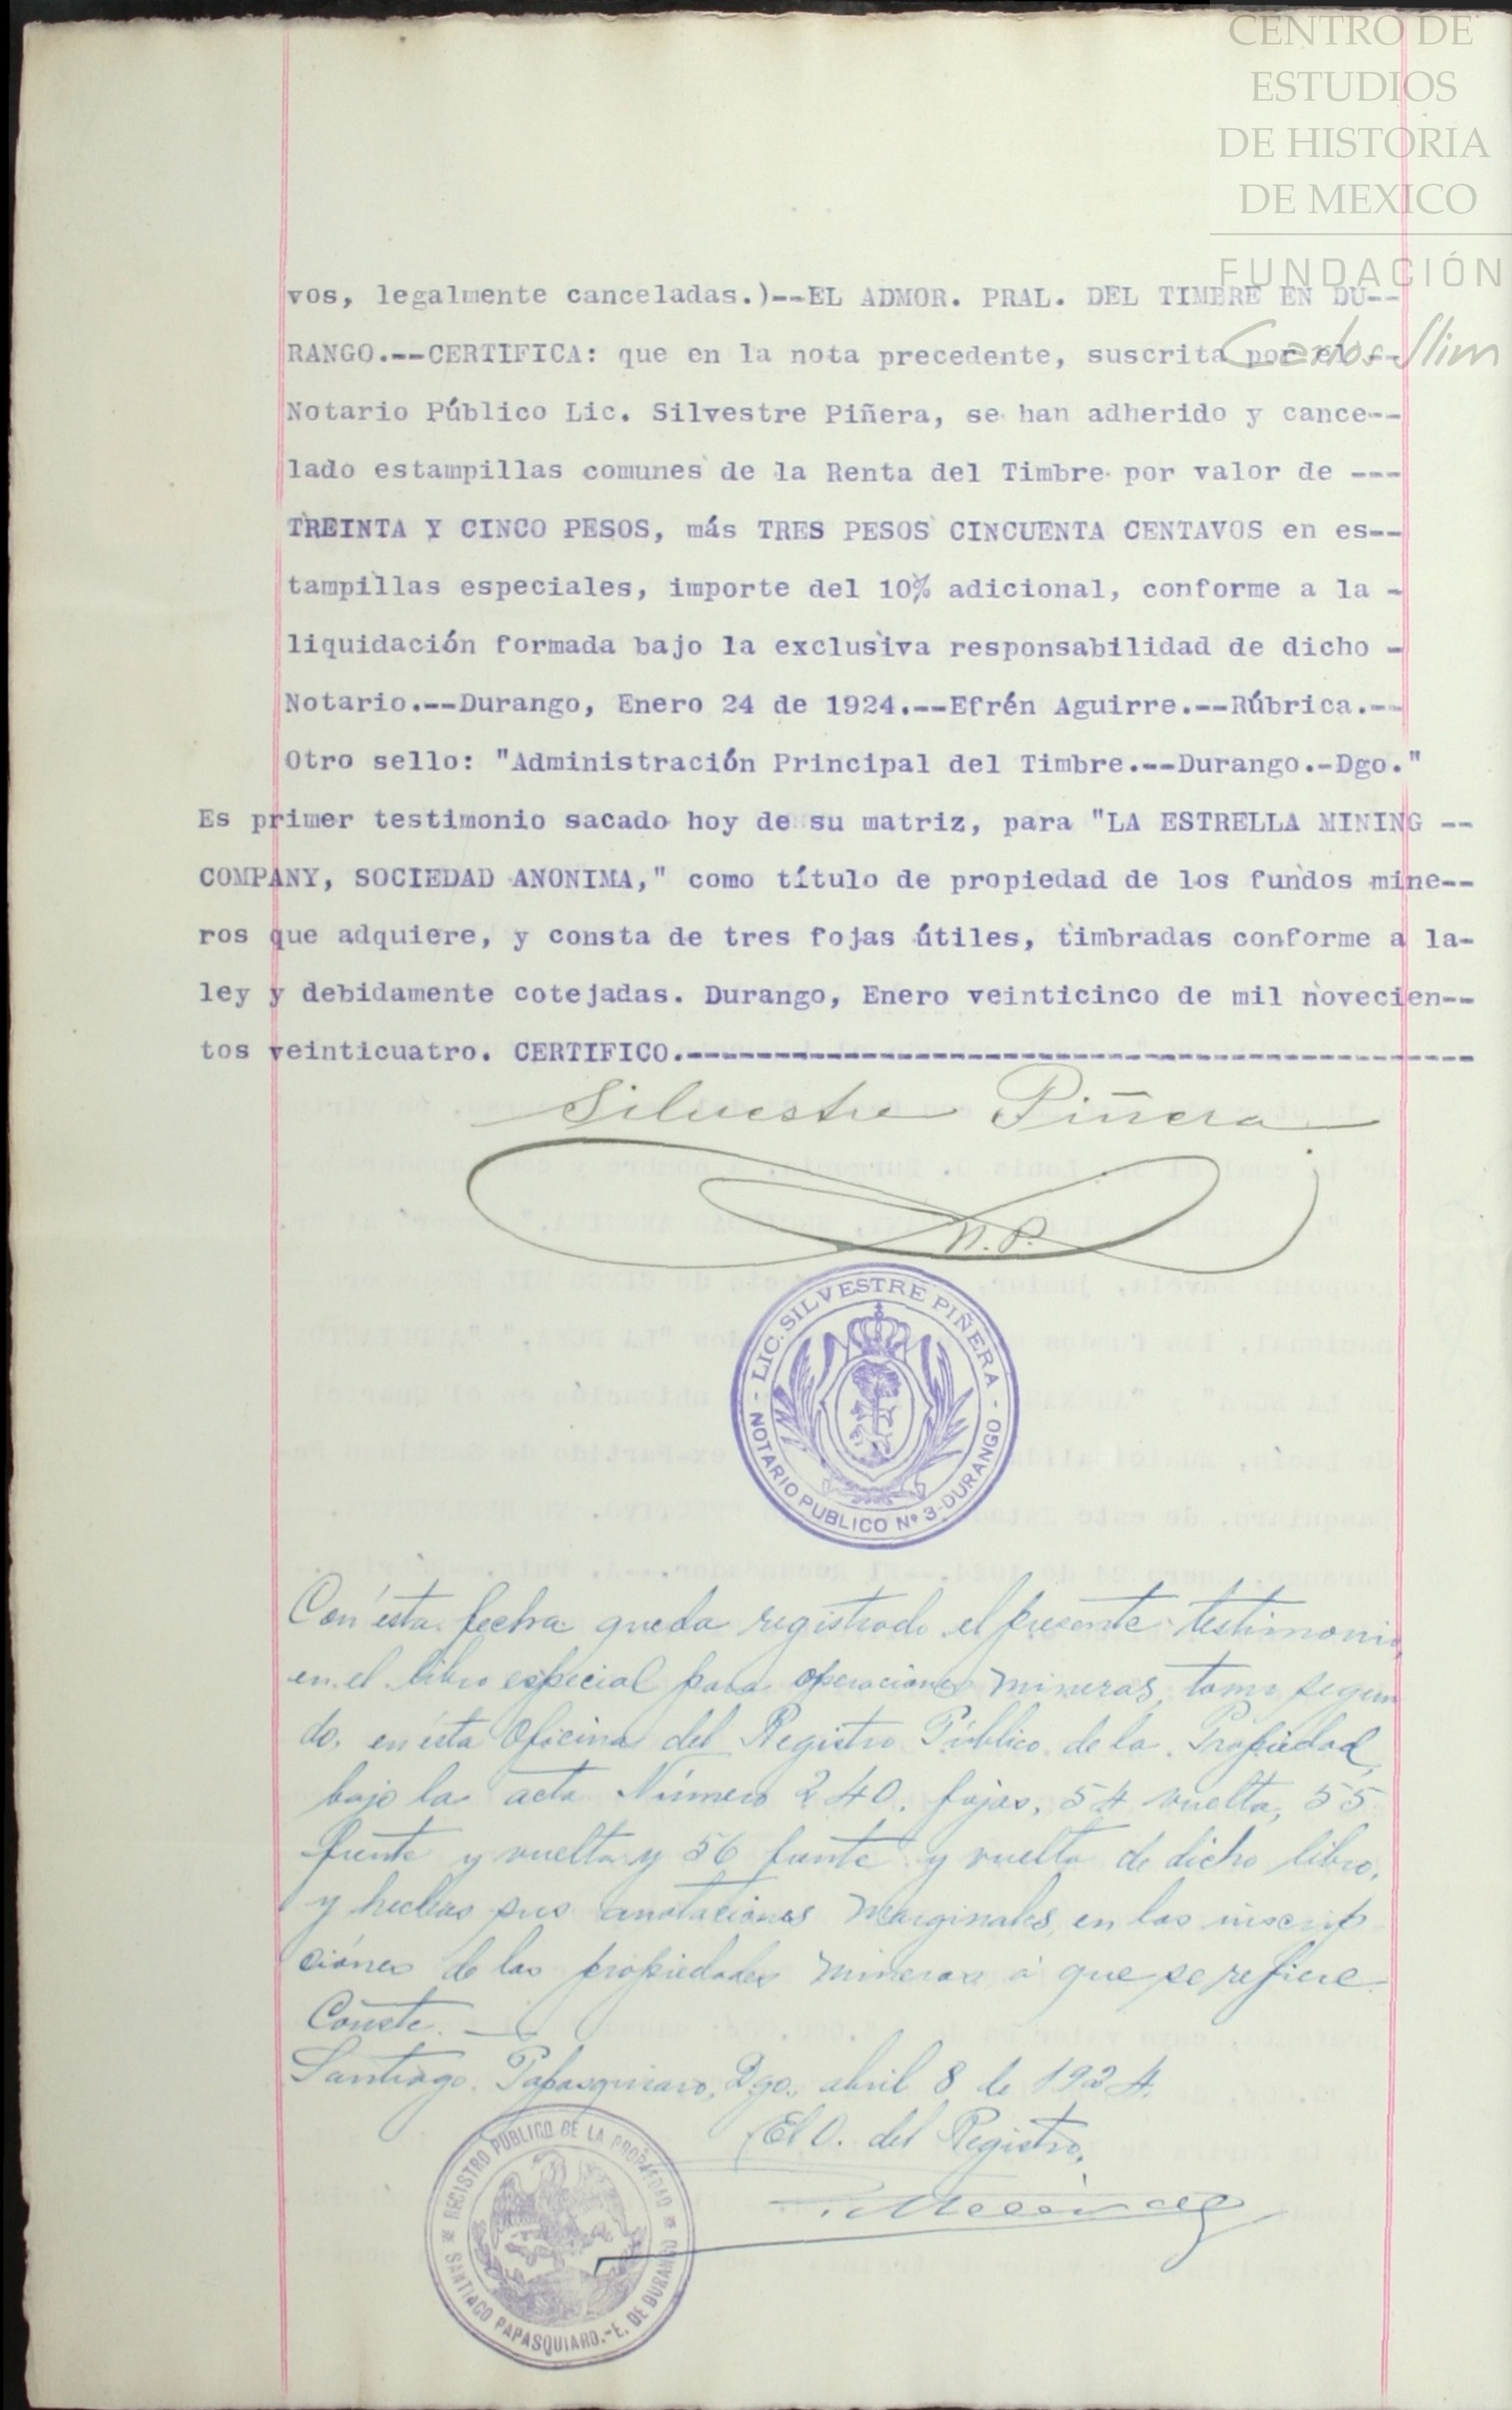 CENTRO DE
ESTUDIOS
DE HISTORIA
DE MEXICO
FUNDACIÓN
Carlos Slim
vos, legalmente canceladas.)--EL ADMOR. PRAL. DEL TIMBRE EN DU--
RANGO.--CERTIFICA: que en la nota precedente, suscrita por el --
Notario Público Lic. Silvestre Piñera, se han adherido y cance--
lado estampillas comunes de la Renta del Timbre por valor de ---
TREINTA Y CINCO PESOS, más TRES PESOS CINCUENTA CENTAVOS en es--
tampillas especiales, importe del 10% adicional, conforme a la -
liquidación formada bajo la exclusiva responsabilidad de dicho -
Notario.--Durango, Enero 24 de 1924.--Efrén Aguirre.--Rúbrica.--
Otro sello: "Administración Principal del Timbre.--Durango.-Dgo."
Es primer testimonio sacado hoy de su matriz, para "LA ESTRELLA MINING --
COMPANY, SOCIEDAD ANONIMA," como título de propiedad de los fundos mine--
ros que adquiere, y consta de tres fojas útiles, timbradas conforme a la-
ley y debidamente cotejadas. Durango, Enero veinticinco de mil novecien--
tos veinticuatro. CERTIFICO.---------------------------------------------
Silvestre Piñera
N.P.
- LIC. SILVESTRE PIÑERA -
NOTARIO PUBLICO Nº 3-DURANGO
Con ésta fecha queda registrado el presente testimonio,
en el libro especial para operaciones mineras, tomo segun
do, en ésta Oficina del Registro Público de la Propiedad,
bajo la acta Número 240. fojas, 54 vuelta, 55
frente y vuelta y 56 frente y vuelta de dicho libro,
y hechas sus anotaciones marginales, en las inscrip
ciónes de las propiedades mineras á que se refiere.
Conste.—
Santiago Papasquiaro, Dgo., abril 8 de 1924.
El O. del Registro,
REGISTRO PUBLICO DE LA PROPIEDAD
SANTIAGO PAPASQUIARO.-E. DE DURANGO